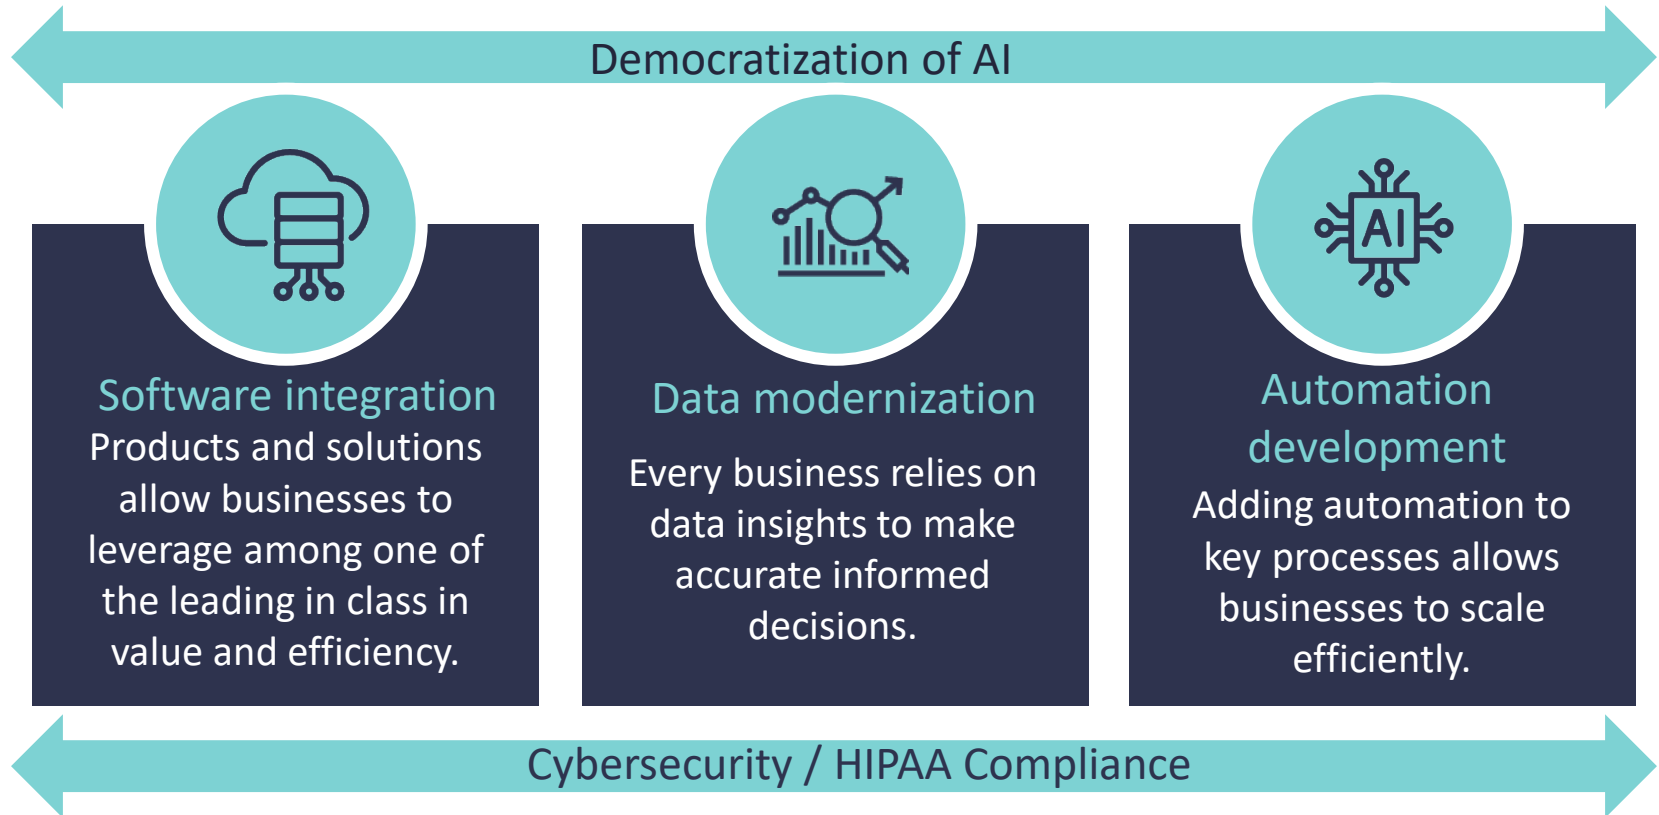 Democratization of AI
AI
Software integration
Products and solutions
allow businesses to
leverage among one of
the leading in class in
value and efficiency.
Data modernization
Every business relies on
data insights to make
accurate informed
decisions.
Automation
development
Adding automation to
key processes allows
businesses to scale
efficiently.
Cybersecurity / HIPAA Compliance